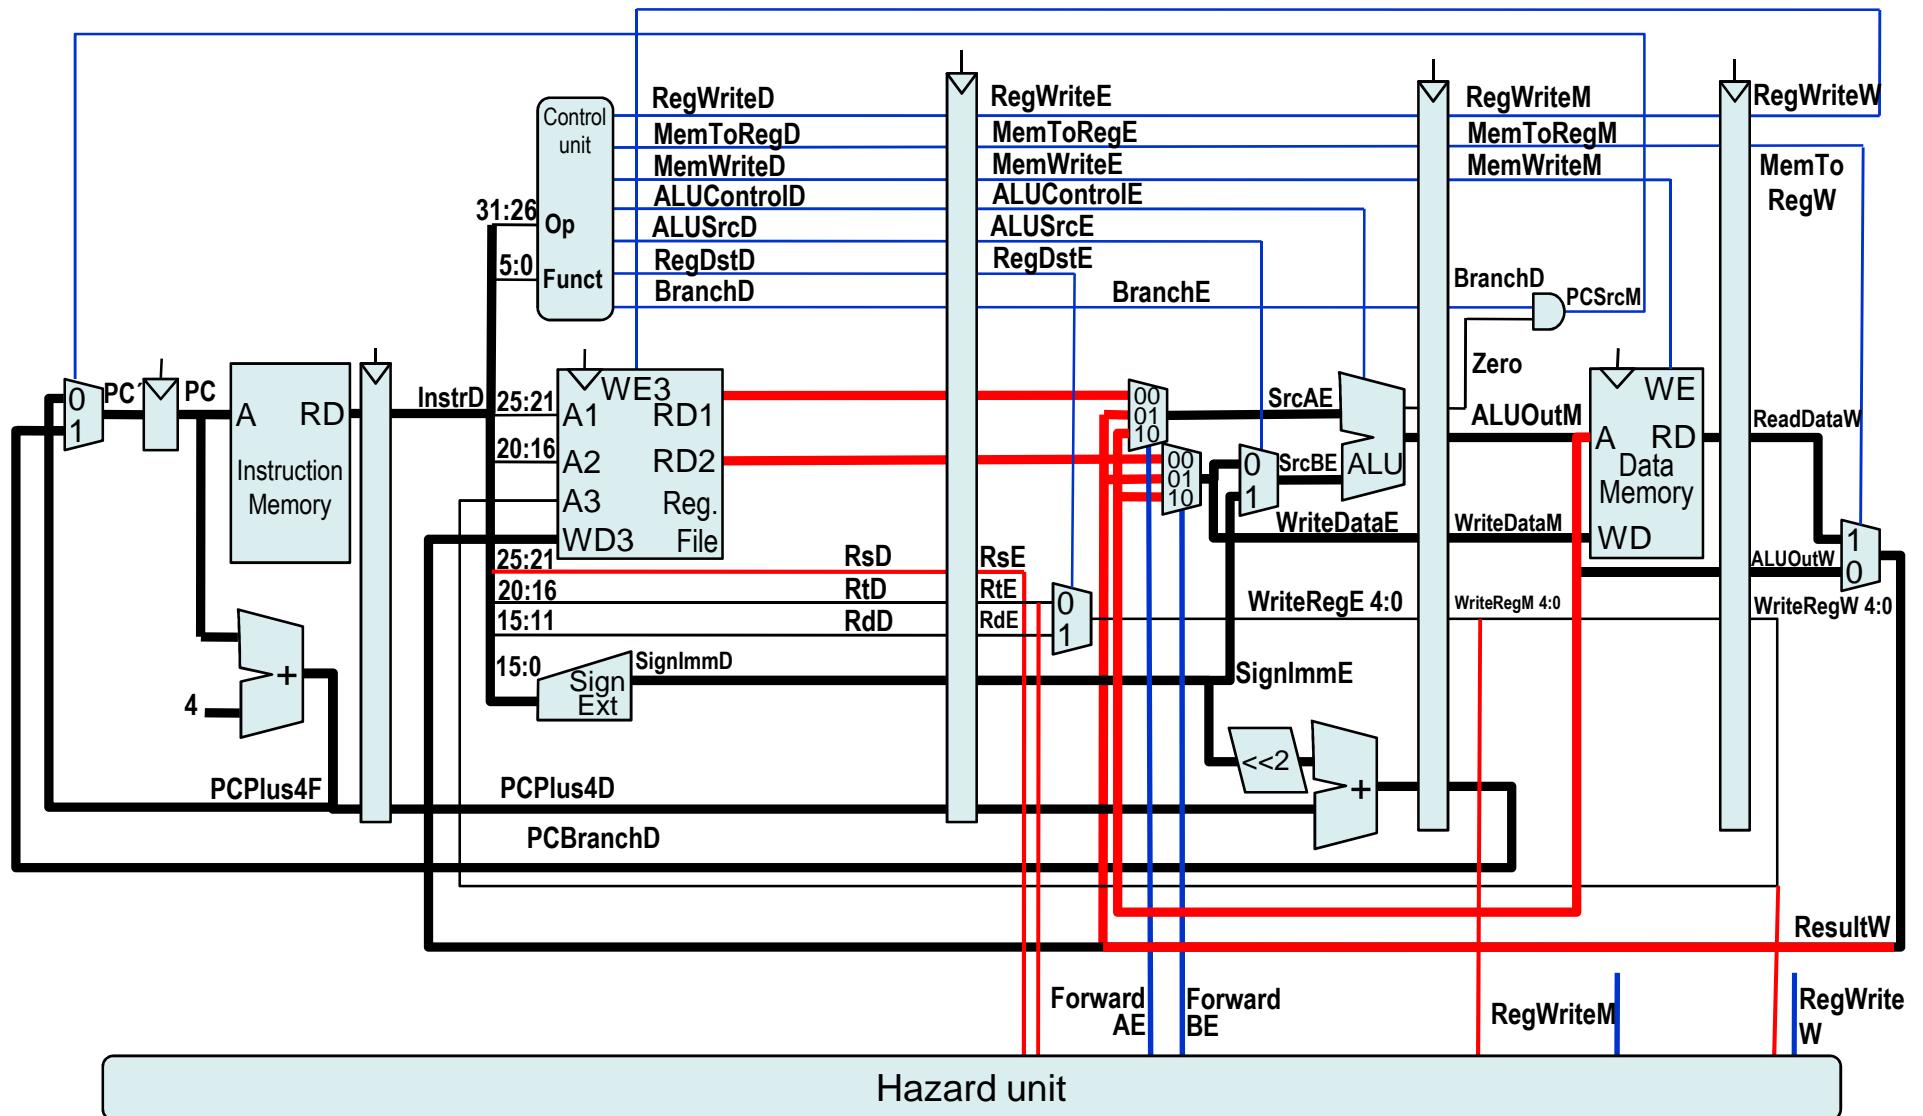 RegWriteD
RegWriteE
RegWriteM
RegWriteW
Control
unit
MemToRegD
MemToRegE
MemToRegM
MemWriteD
MemWriteE
MemWriteM
MemTo
RegW
ALUControlD
ALUControlE
31:26
Op
ALUSrcD
ALUSrcE
5:0
Funct
RegDstD
RegDstE
BranchD
BranchE
BranchD
PCSrcM
Zero
0
1
PC´
PC
A
RD
Instruction
Memory
InstrD
25:21
20:16
WE3
A1
RD1
A2
RD2
A3
Reg.
WD3
File
00
01
10
00
01
10
SrcAE
0
1
SrcBE
ALU
ALUOutM
WE
A
RD
Data
Memory
WD
ReadDataW
WriteDataE
WriteDataM
1
0
ALUOutW
25:21
RsD
RsE
20:16
RtD
RtE
15:11
RdD
RdE
0
1
WriteRegE 4:0
WriteRegM 4:0
WriteRegW 4:0
15:0
Sign
Ext
SignImmD
SignImmE
+
4
<<2
+
PCPlus4F
PCPlus4D
PCBranchD
ResultW
Forward
AE
Forward
BE
RegWriteM
RegWrite
W
Hazard unit